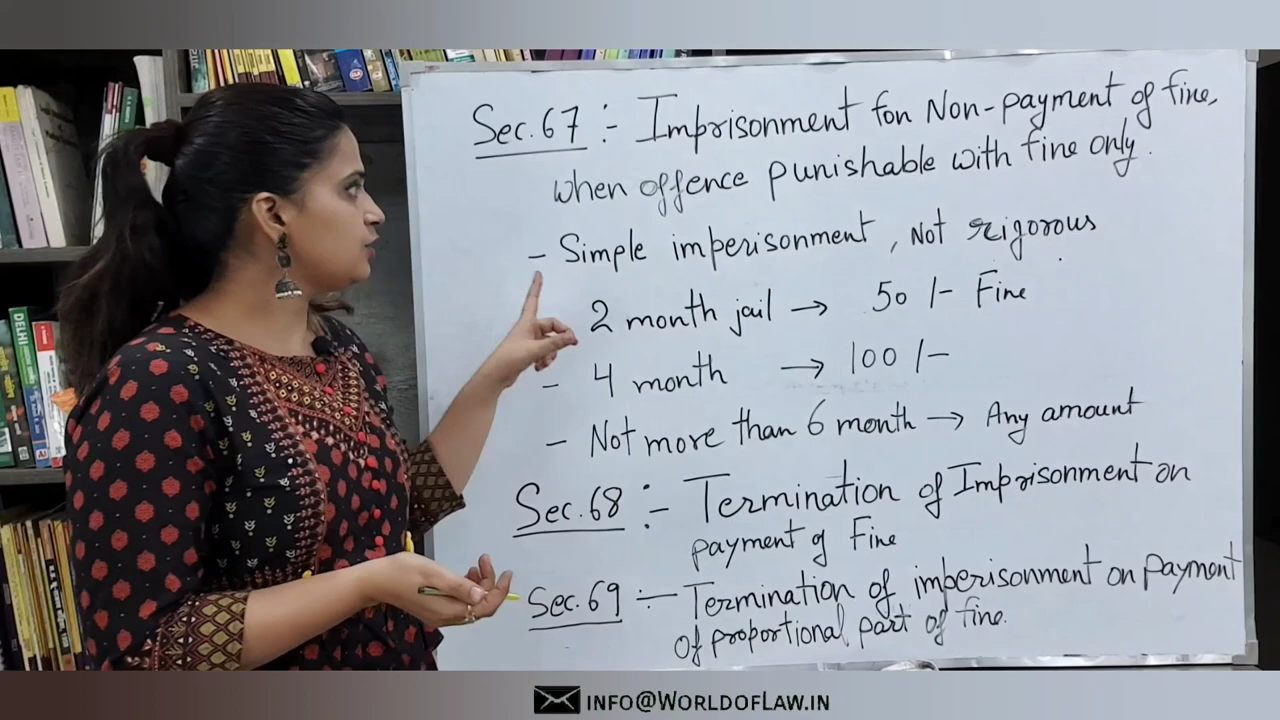 Sec. 67 :- Imprisonment for Non-payment of fine,
when offence punishable with fine only.
- Simple imperisonment, Not rigorous
2 month jail → 50/- Fine
- 4 month → 100/-
- Not more than 6 month → Any amount
Sec. 68 :- Termination of Imprisonment on
payment of Fine
Sec. 69 :- Termination of imperisonment on payment
of proportional part of fine.
DELHI
INFO@WORLDOFLAW.IN